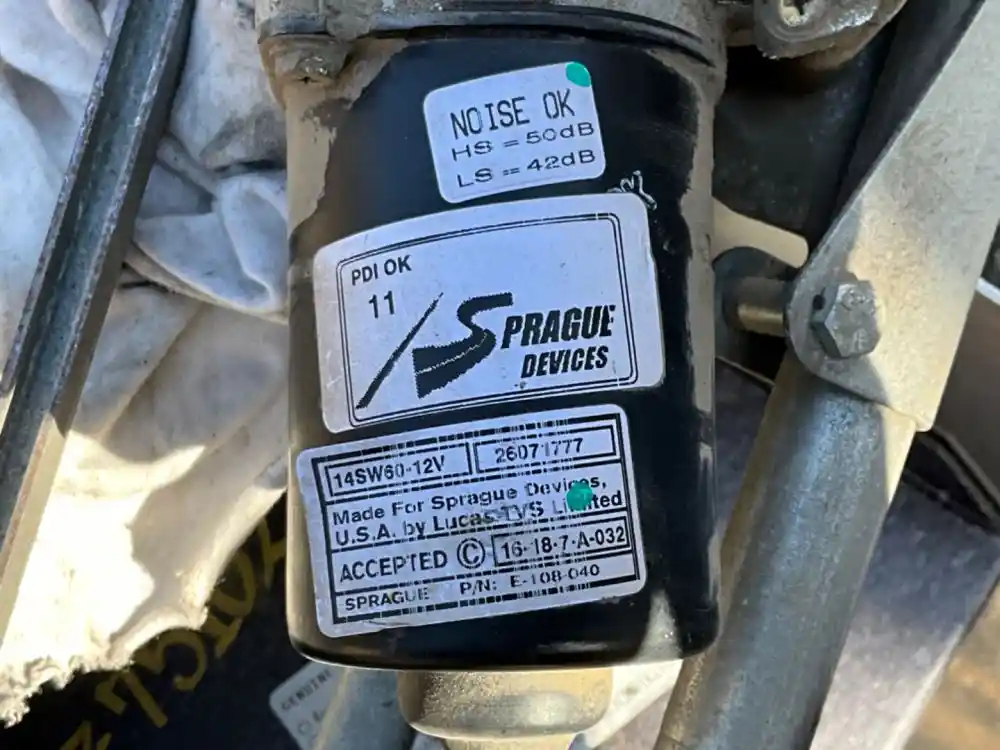 NOISE OK
HS = 50dB
LS = 42dB
PDI OK
11
SPRAGUE
DEVICES
14SW60-12V 26071777
Made For Sprague Devices,
U.S.A. by Lucas-TVS Limited
ACCEPTED © 16-18-7-A-032
SPRAGUE P/N: E-108-040
GENUINE